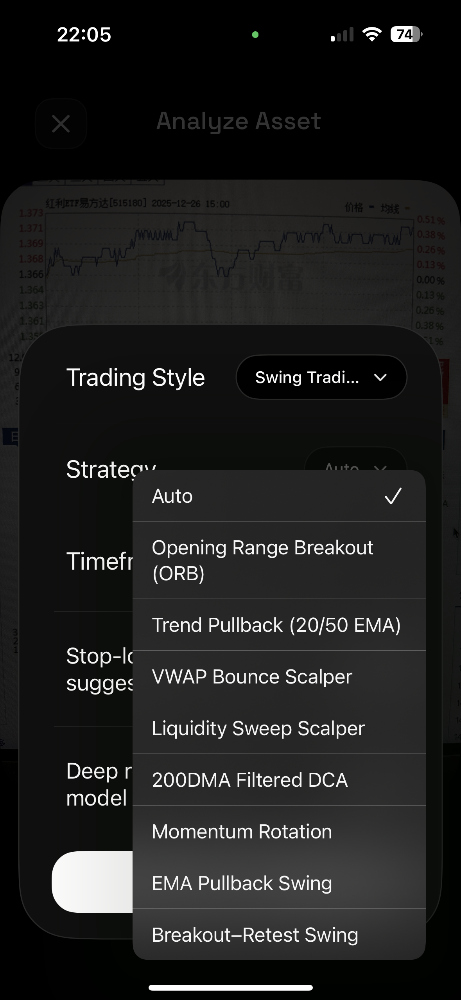 22:05
74
Analyze Asset
红利ETF易方达[515180] 2025-12-26 15:00
价格 均线
1.373
0.51%
1.371
0.38%
1.369
0.26%
1.368
0.13%
1.366
0.00%
1.364
0.13%
1.363
0.26%
1.361
0.38%
东方财富
Trading Style
Swing Tradi...
Strategy
Auto
Auto
Opening Range Breakout
(ORB)
Timefr
Trend Pullback (20/50 EMA)
Stop-lo
sugges
VWAP Bounce Scalper
Liquidity Sweep Scalper
Deep r
model
200DMA Filtered DCA
Momentum Rotation
EMA Pullback Swing
Breakout–Retest Swing